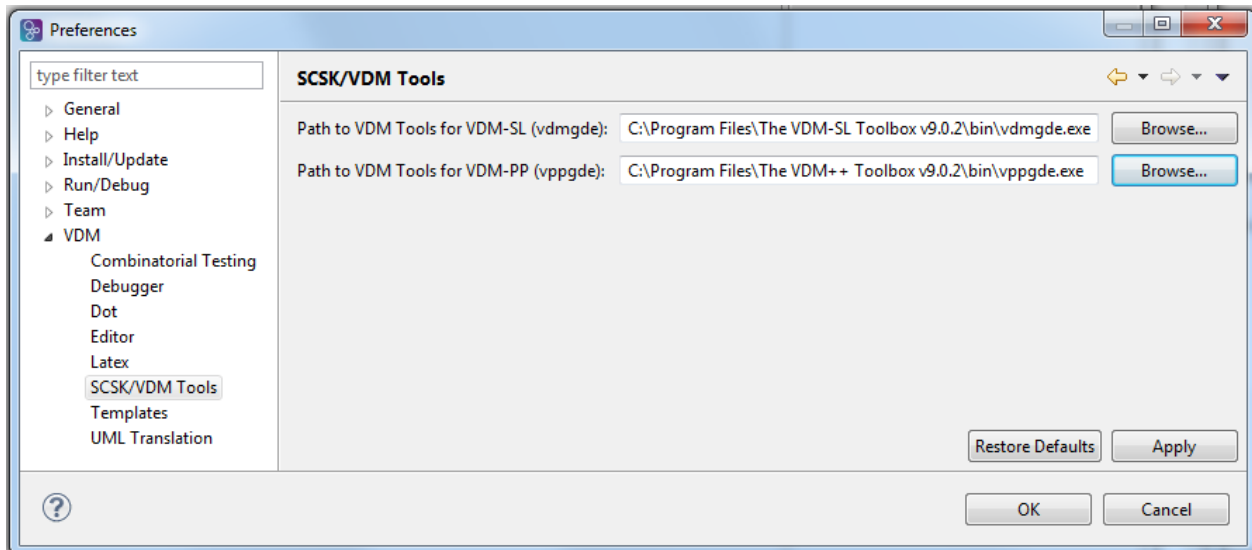 Preferences
type filter text
General
Help
Install/Update
Run/Debug
Team
VDM
Combinatorial Testing
Debugger
Dot
Editor
Latex
SCSK/VDM Tools
Templates
UML Translation
SCSK/VDM Tools
Path to VDM Tools for VDM-SL (vdmgde): C:\Program Files\The VDM-SL Toolbox v9.0.2\bin\vdmgde.exe Browse...
Path to VDM Tools for VDM-PP (vppgde): C:\Program Files\The VDM++ Toolbox v9.0.2\bin\vppgde.exe Browse...
Restore Defaults Apply
? OK Cancel